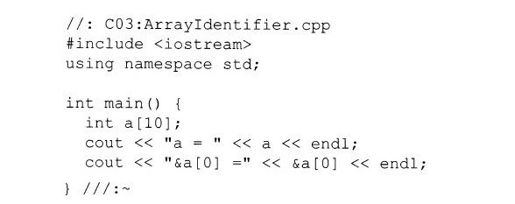 //: C03:ArrayIdentifier.cpp
#include <iostream>
using namespace std;

int main() {
  int a[10];
  cout << "a = " << a << endl;
  cout << "&a[0] =" << &a[0] << endl;
} ///:~